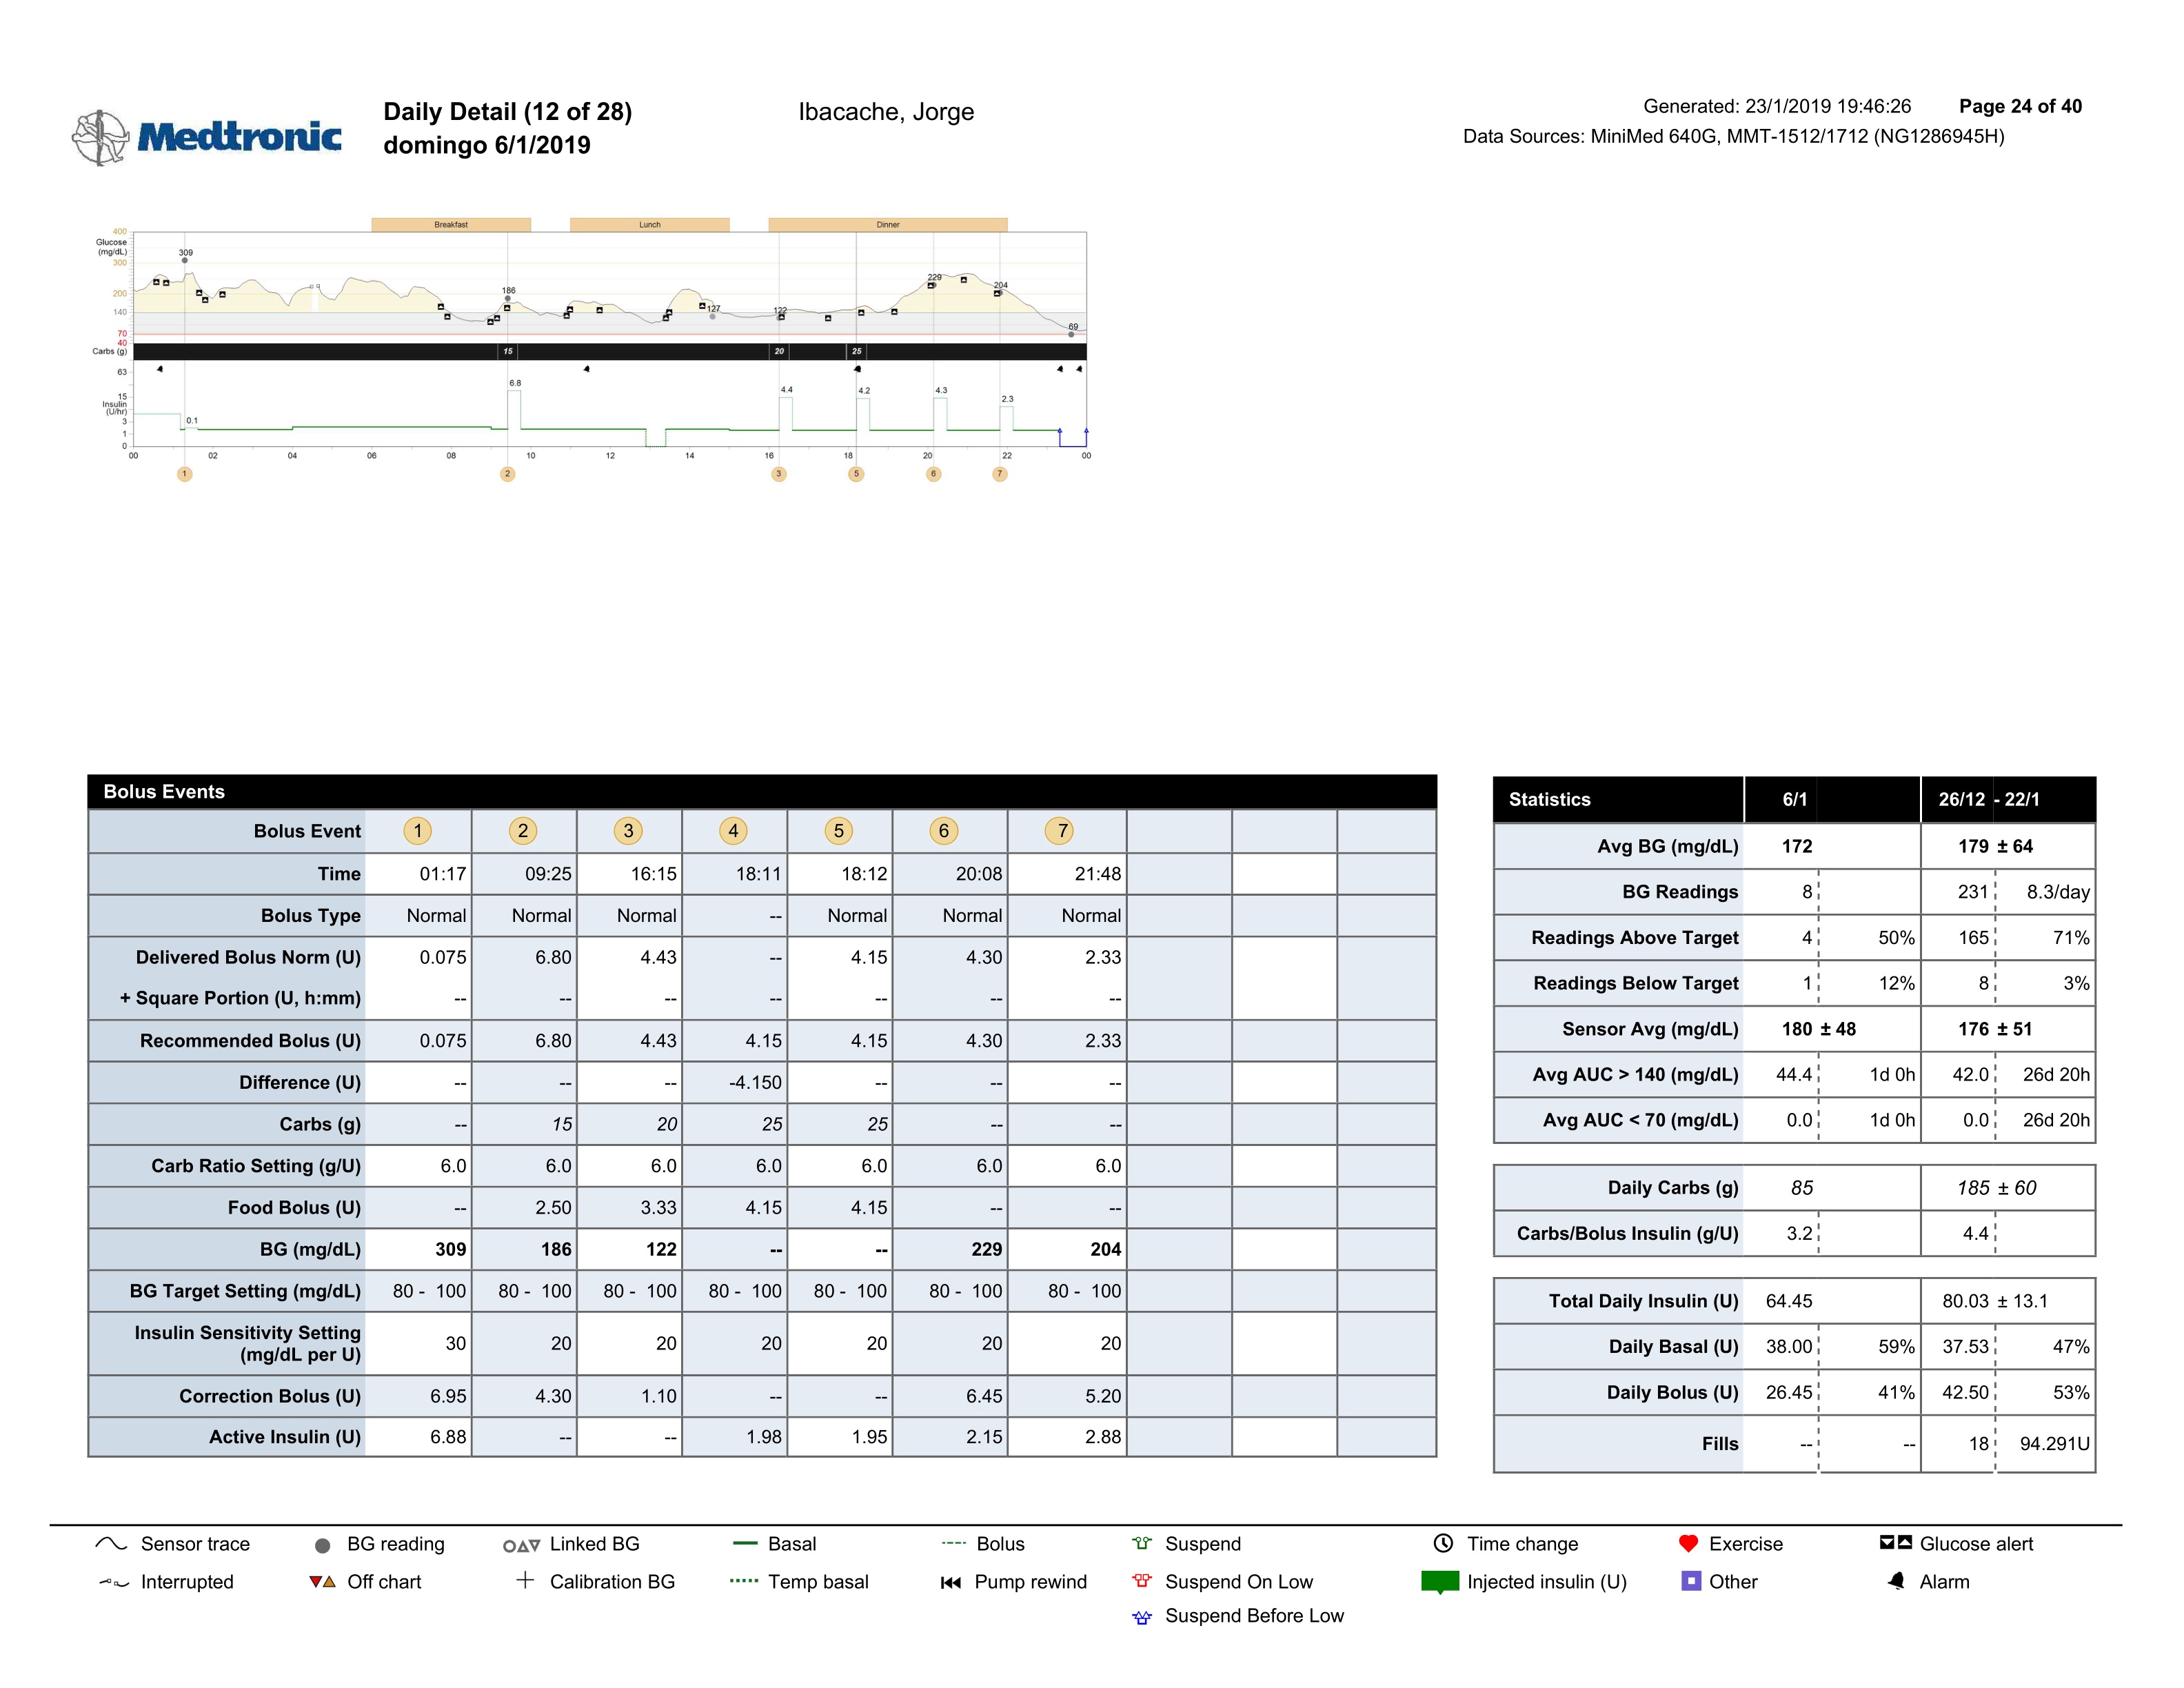 Medtronic
Daily Detail (12 of 28)
domingo 6/1/2019
Ibacache, Jorge
Generated: 23/1/2019 19:46:26 Page 24 of 40
Data Sources: MiniMed 640G, MMT-1512/1712 (NG1286945H)
Breakfast Lunch Dinner
400
Glucose
(mg/dL)
300
200
140
70
40
309 186 127 122 229 204 69
Carbs (g) 15 20 25
63
15
Insulin
(U/hr)
3
1
0
0.1 6.8 4.4 4.2 4.3 2.3
00 02 04 06 08 10 12 14 16 18 20 22 00
1 2 3 5 6 7
Bolus Events
Bolus Event 1 2 3 4 5 6 7
Time 01:17 09:25 16:15 18:11 18:12 20:08 21:48
Bolus Type Normal Normal Normal -- Normal Normal Normal
Delivered Bolus Norm (U) 0.075 6.80 4.43 -- 4.15 4.30 2.33
+ Square Portion (U, h:mm) -- -- -- -- -- -- --
Recommended Bolus (U) 0.075 6.80 4.43 4.15 4.15 4.30 2.33
Difference (U) -- -- -- -4.150 -- -- --
Carbs (g) -- 15 20 25 25 -- --
Carb Ratio Setting (g/U) 6.0 6.0 6.0 6.0 6.0 6.0 6.0
Food Bolus (U) -- 2.50 3.33 4.15 4.15 -- --
BG (mg/dL) 309 186 122 -- -- 229 204
BG Target Setting (mg/dL) 80 - 100 80 - 100 80 - 100 80 - 100 80 - 100 80 - 100 80 - 100
Insulin Sensitivity Setting
(mg/dL per U) 30 20 20 20 20 20 20
Correction Bolus (U) 6.95 4.30 1.10 -- -- 6.45 5.20
Active Insulin (U) 6.88 -- -- 1.98 1.95 2.15 2.88
Statistics 6/1 26/12 - 22/1
Avg BG (mg/dL) 172 179 ± 64
BG Readings 8 231 8.3/day
Readings Above Target 4 50% 165 71%
Readings Below Target 1 12% 8 3%
Sensor Avg (mg/dL) 180 ± 48 176 ± 51
Avg AUC > 140 (mg/dL) 44.4 1d 0h 42.0 26d 20h
Avg AUC < 70 (mg/dL) 0.0 1d 0h 0.0 26d 20h
Daily Carbs (g) 85 185 ± 60
Carbs/Bolus Insulin (g/U) 3.2 4.4
Total Daily Insulin (U) 64.45 80.03 ± 13.1
Daily Basal (U) 38.00 59% 37.53 47%
Daily Bolus (U) 26.45 41% 42.50 53%
Fills -- -- 18 94.291U
Sensor trace BG reading Linked BG Basal Bolus Suspend Time change Exercise Glucose alert
Interrupted Off chart Calibration BG Temp basal Pump rewind Suspend On Low Injected insulin (U) Other Alarm
Suspend Before Low